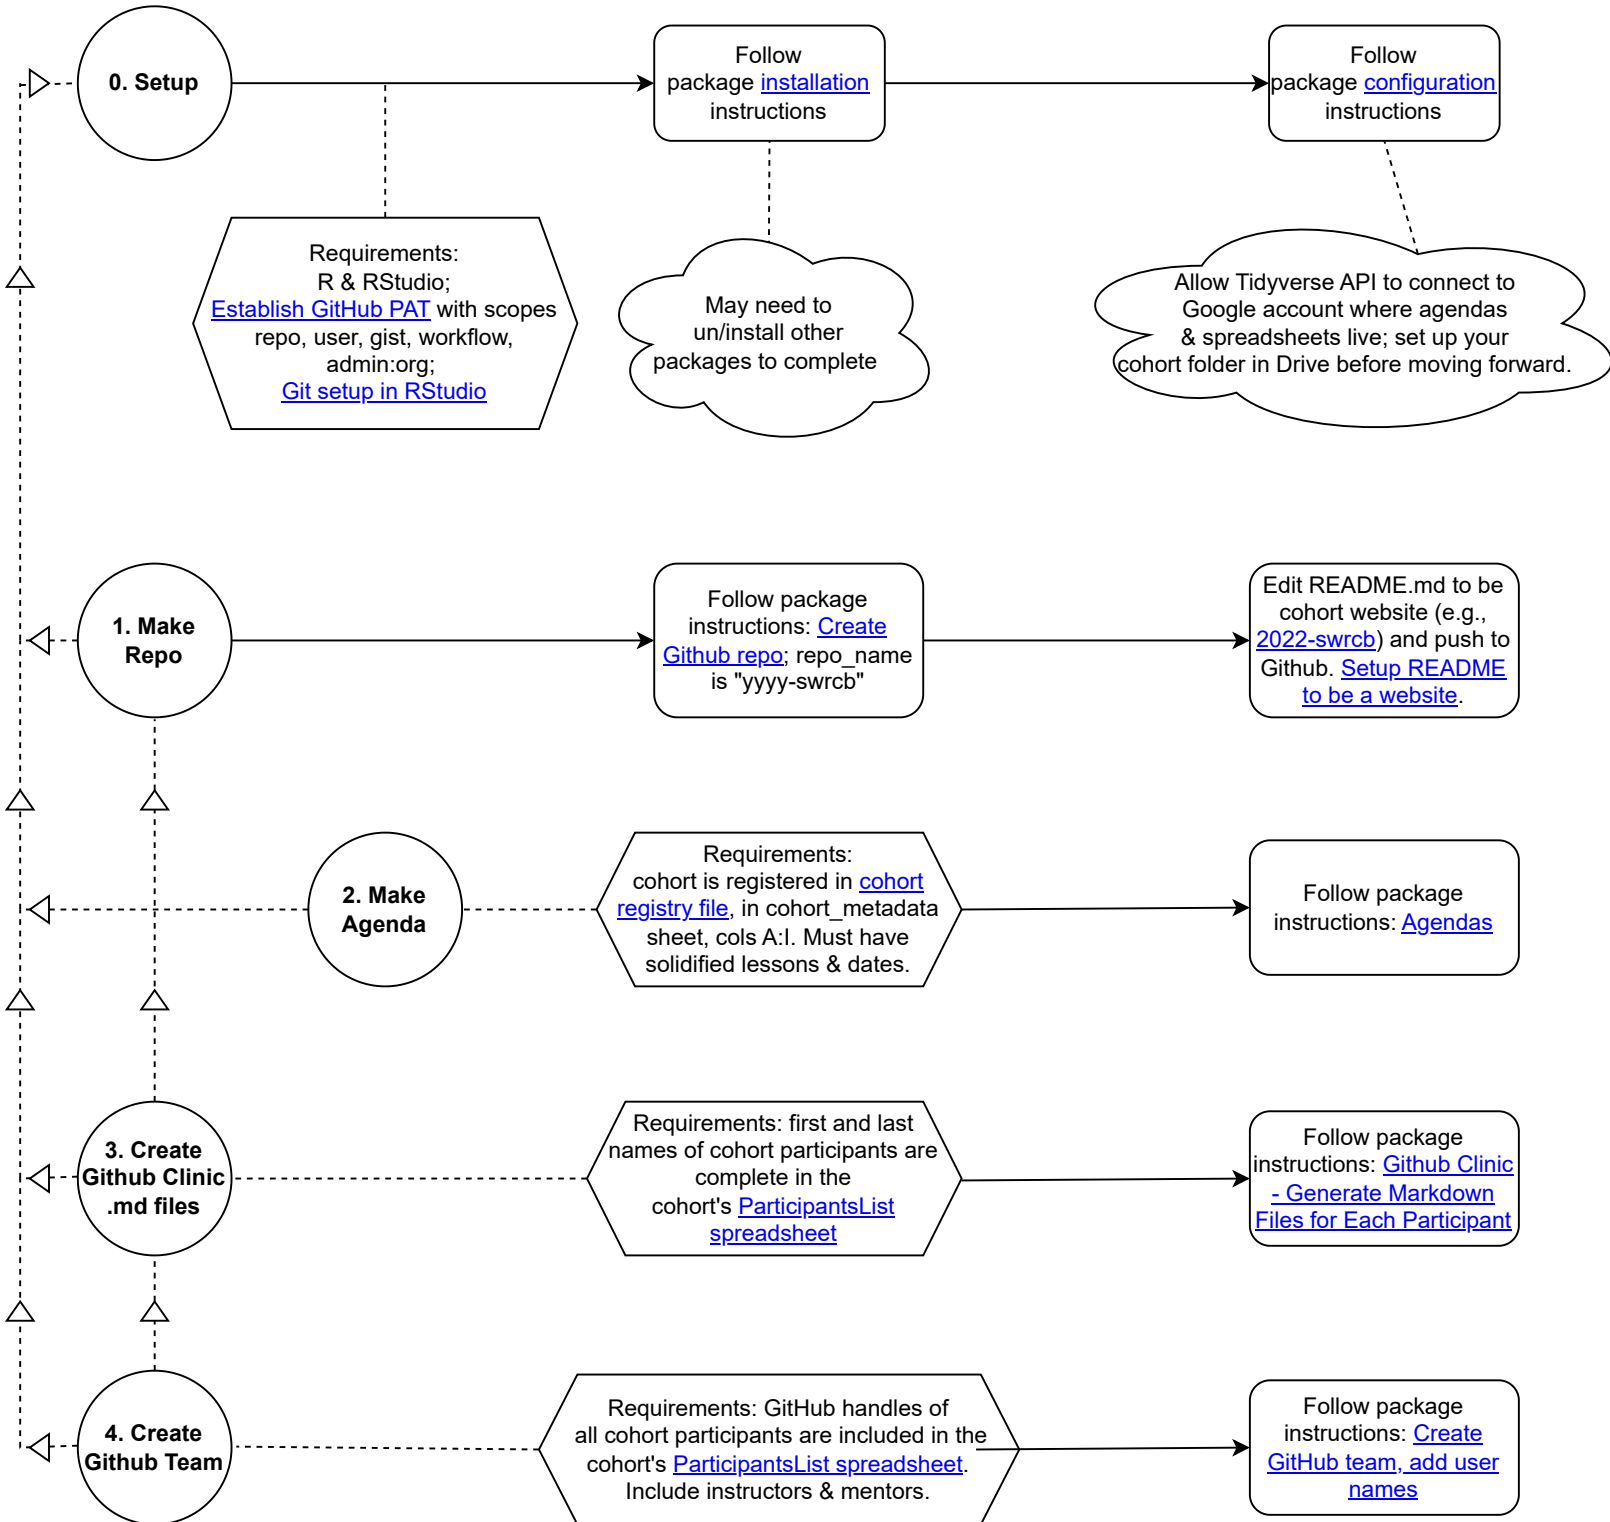 0. Setup
Follow
package installation
instructions
Follow
package configuration
instructions
Requirements:
R & RStudio;
Establish GitHub PAT with scopes
repo, user, gist, workflow,
admin:org;
Git setup in RStudio
May need to
un/install other
packages to complete
Allow Tidyverse API to connect to
Google account where agendas
& spreadsheets live; set up your
cohort folder in Drive before moving forward.
1. Make
Repo
Follow package
instructions: Create
Github repo; repo_name
is "yyyy-swrcb"
Edit README.md to be
cohort website (e.g.,
2022-swrcb) and push to
Github. Setup README
to be a website.
2. Make
Agenda
Requirements:
cohort is registered in cohort
registry file, in cohort_metadata
sheet, cols A:I. Must have
solidified lessons & dates.
Follow package
instructions: Agendas
3. Create
Github Clinic
.md files
Requirements: first and last
names of cohort participants are
complete in the
cohort's ParticipantsList
spreadsheet
Follow package
instructions: Github Clinic
- Generate Markdown
Files for Each Participant
4. Create
Github Team
Requirements: GitHub handles of
all cohort participants are included in the
cohort's ParticipantsList spreadsheet.
Include instructors & mentors.
Follow package
instructions: Create
GitHub team, add user
names